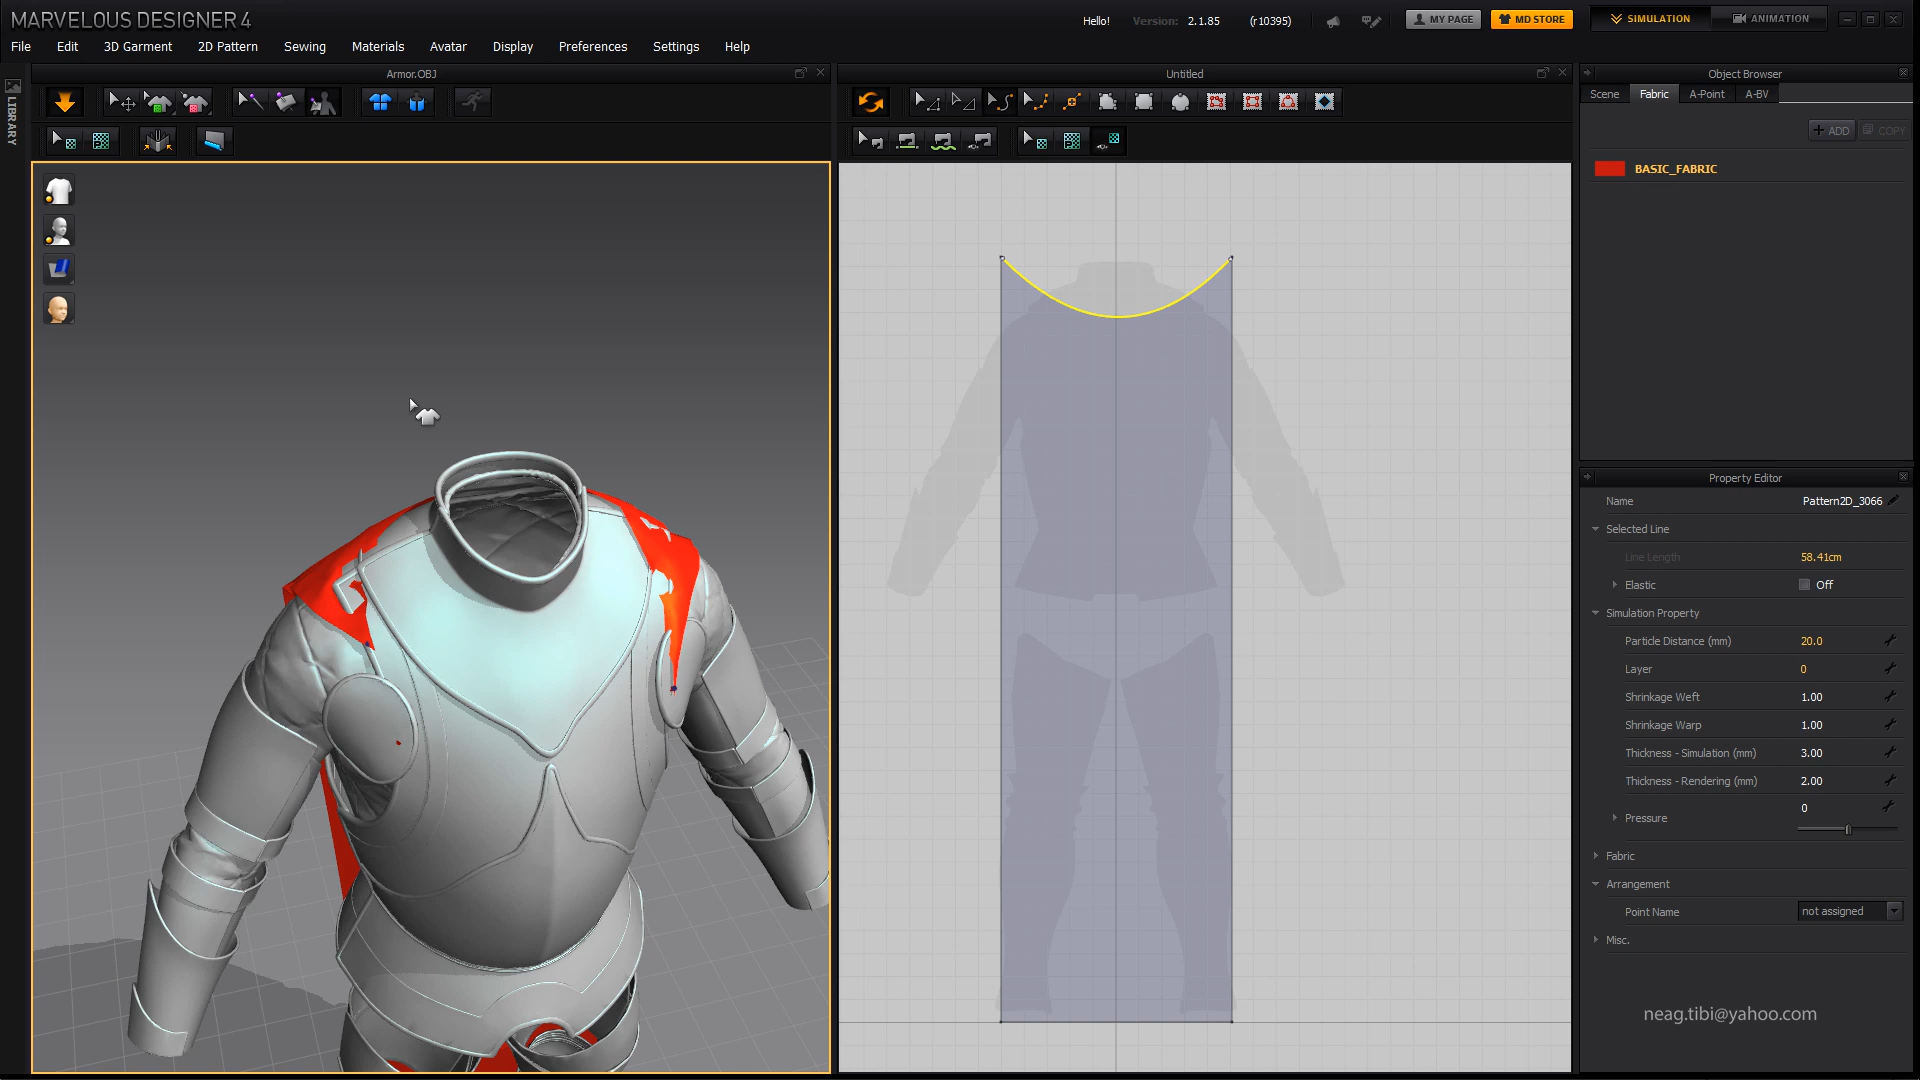 MARVELOUS DESIGNER 4
Hello! Version: 2.1.85 (r10395) MY PAGE MD STORE SIMULATION ANIMATION
File Edit 3D Garment 2D Pattern Sewing Materials Avatar Display Preferences Settings Help
LIBRARY
Armor.OBJ
Untitled
Object Browser
Scene Fabric A-Point A-BV
+ ADD COPY
BASIC_FABRIC
Property Editor
Name Pattern2D_3066
Selected Line
Line Length 58.41cm
Elastic Off
Simulation Property
Particle Distance (mm) 20.0
Layer 0
Shrinkage Weft 1.00
Shrinkage Warp 1.00
Thickness - Simulation (mm) 3.00
Thickness - Rendering (mm) 2.00
Pressure 0
Fabric
Arrangement
Point Name not assigned
Misc.
neag.tibi@yahoo.com